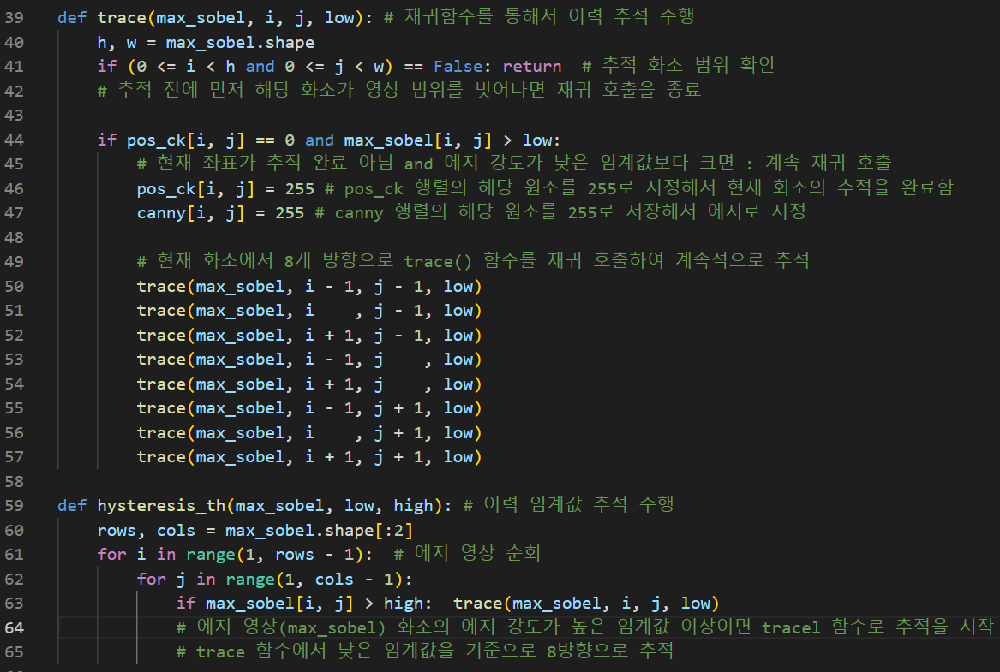 39 def trace(max_sobel, i, j, low): # 재귀함수를 통해서 이력 추적 수행
40     h, w = max_sobel.shape
41     if (0 <= i < h and 0 <= j < w) == False: return  # 추적 화소 범위 확인
42     # 추적 전에 먼저 해당 화소가 영상 범위를 벗어나면 재귀 호출을 종료
43
44     if pos_ck[i, j] == 0 and max_sobel[i, j] > low:
45         # 현재 좌표가 추적 완료 아님 and 에지 강도가 낮은 임계값보다 크면 : 계속 재귀 호출
46         pos_ck[i, j] = 255 # pos_ck 행렬의 해당 원소를 255로 지정해서 현재 화소의 추적을 완료함
47         canny[i, j] = 255 # canny 행렬의 해당 원소를 255로 저장해서 에지로 지정
48
49         # 현재 화소에서 8개 방향으로 trace() 함수를 재귀 호출하여 계속적으로 추적
50         trace(max_sobel, i - 1, j - 1, low)
51         trace(max_sobel, i    , j - 1, low)
52         trace(max_sobel, i + 1, j - 1, low)
53         trace(max_sobel, i - 1, j    , low)
54         trace(max_sobel, i + 1, j    , low)
55         trace(max_sobel, i - 1, j + 1, low)
56         trace(max_sobel, i    , j + 1, low)
57         trace(max_sobel, i + 1, j + 1, low)
58
59 def hysteresis_th(max_sobel, low, high): # 이력 임계값 추적 수행
60     rows, cols = max_sobel.shape[:2]
61     for i in range(1, rows - 1):  # 에지 영상 순회
62         for j in range(1, cols - 1):
63             if max_sobel[i, j] > high:  trace(max_sobel, i, j, low)
64             # 에지 영상(max_sobel) 화소의 에지 강도가 높은 임계값 이상이면 tracel 함수로 추적을 시작
65             # trace 함수에서 낮은 임계값을 기준으로 8방향으로 추적